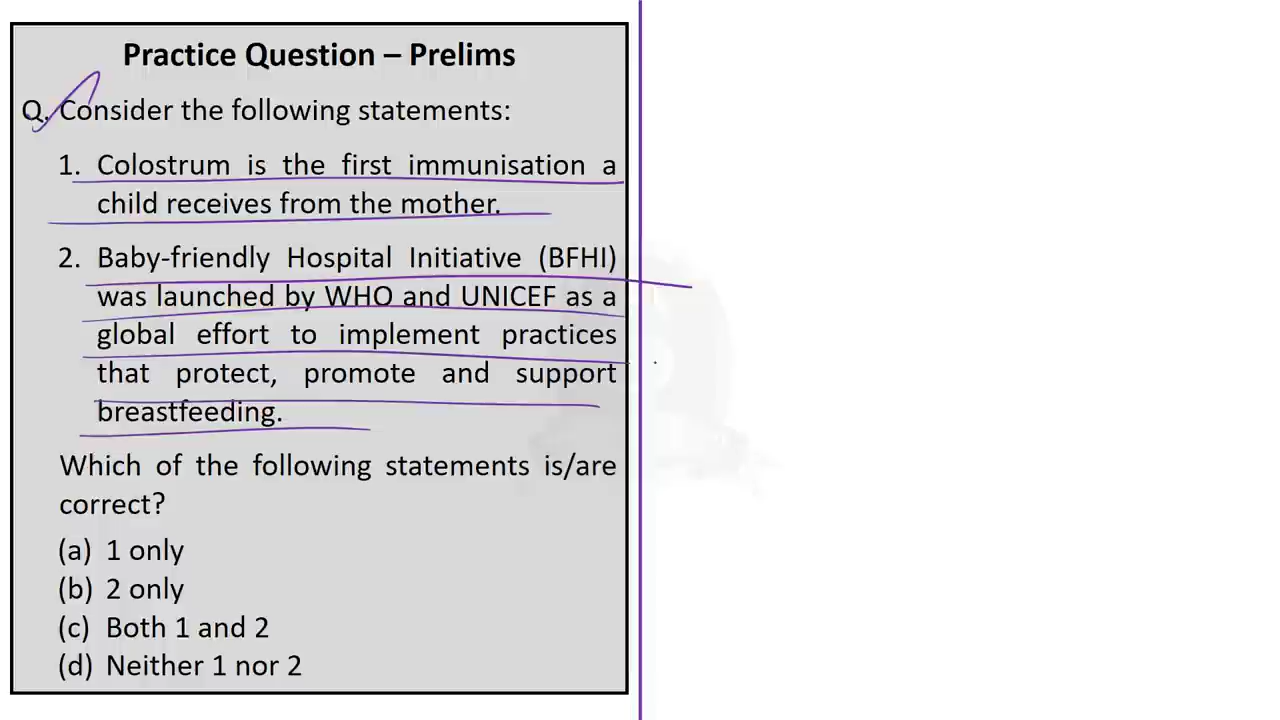 Practice Question – Prelims
Q. Consider the following statements:
1. Colostrum is the first immunisation a
child receives from the mother.
2. Baby-friendly Hospital Initiative (BFHI)
was launched by WHO and UNICEF as a
global effort to implement practices
that protect, promote and support
breastfeeding.
Which of the following statements is/are
correct?
(a) 1 only
(b) 2 only
(c) Both 1 and 2
(d) Neither 1 nor 2